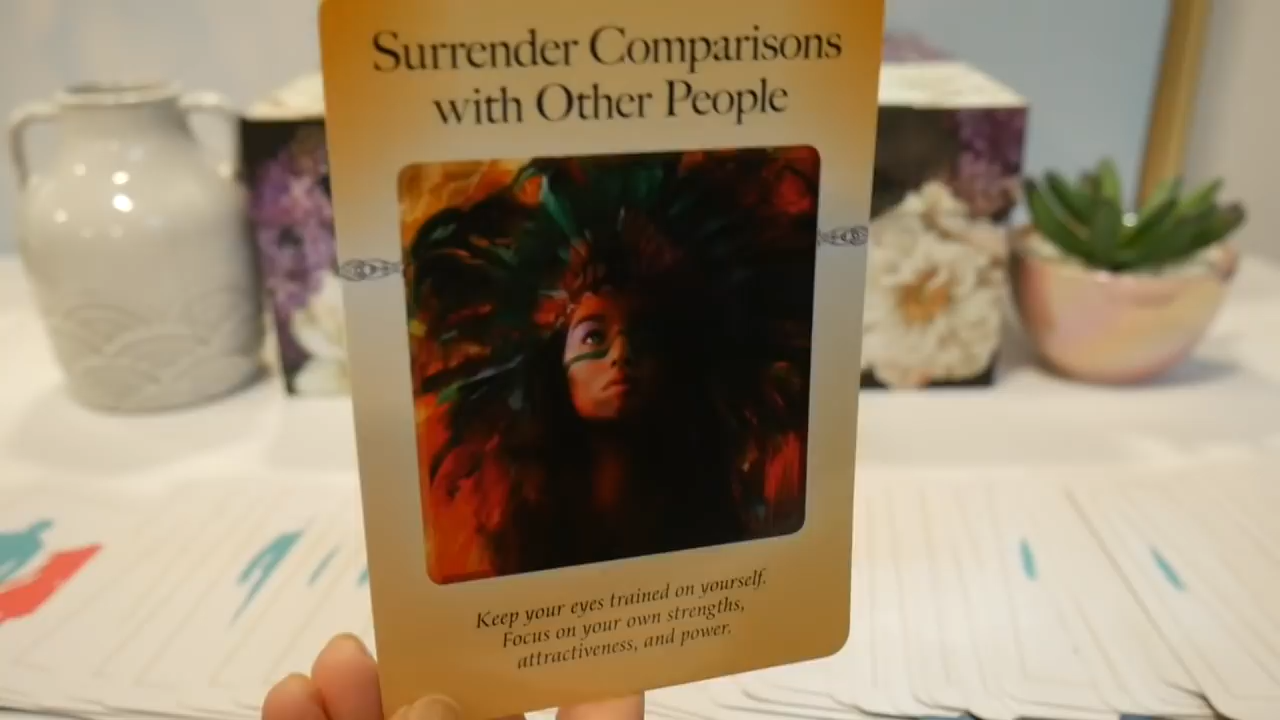 Surrender Comparisons
with Other People
Keep your eyes trained on yourself.
Focus on your own strengths,
attractiveness, and power.